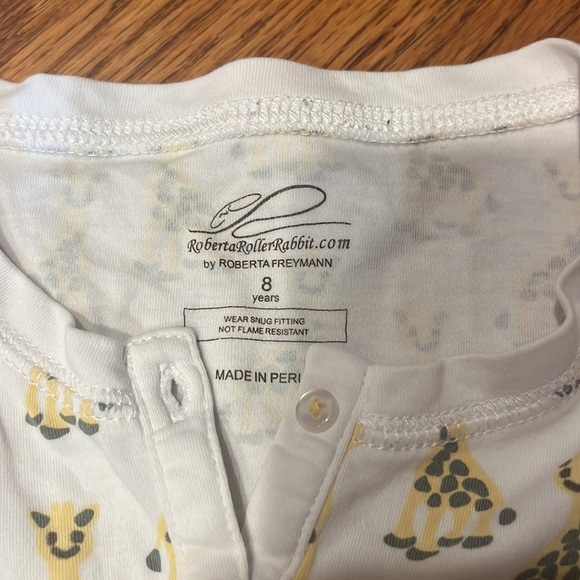 RobertaRollerRabbit.com
by ROBERTA FREYMANN
8
years
WEAR SNUG FITTING
NOT FLAME RESISTANT
MADE IN PERU